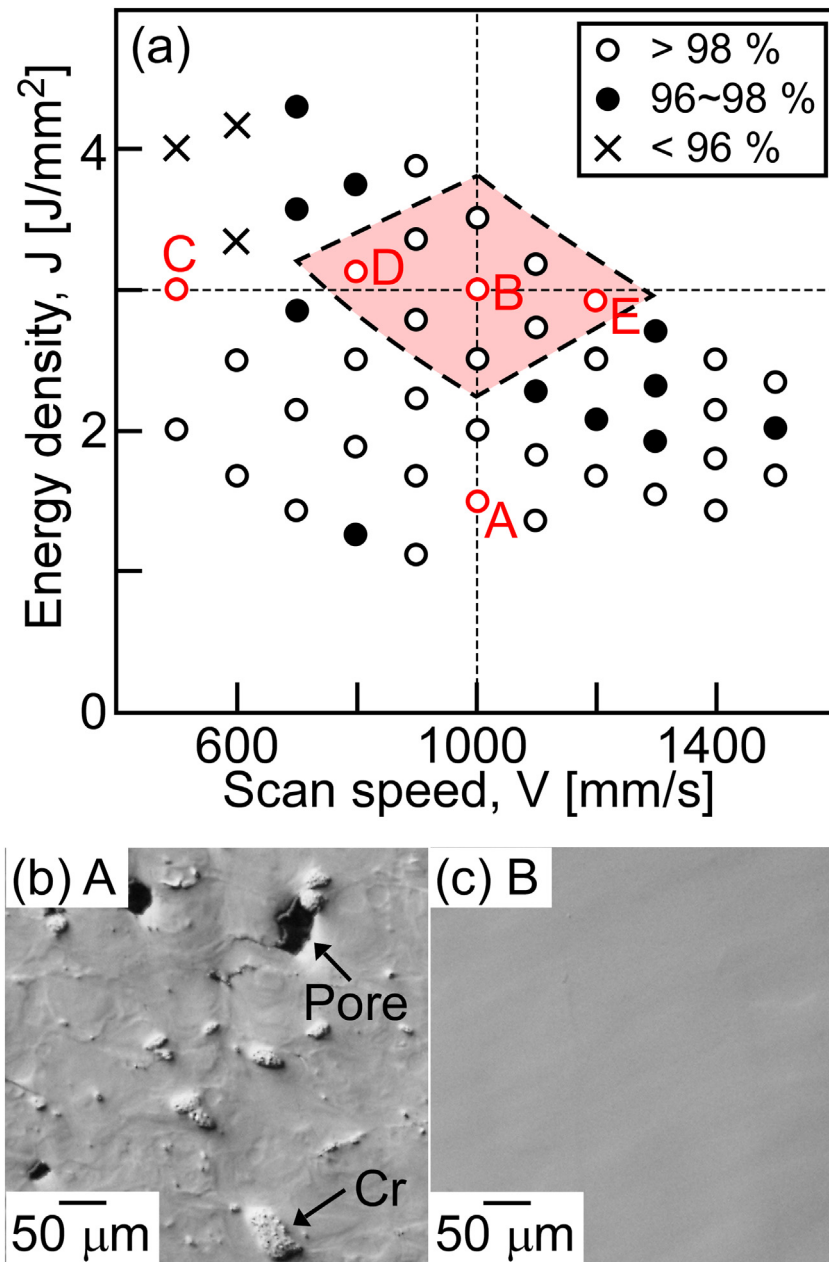 (a)
> 98 %
96~98 %
< 96 %
Energy density, J [J/mm²]
4
2
0
C
D
B
E
A
600
1000
1400
Scan speed, V [mm/s]
(b) A
Pore
Cr
50 μm
(c) B
50 μm